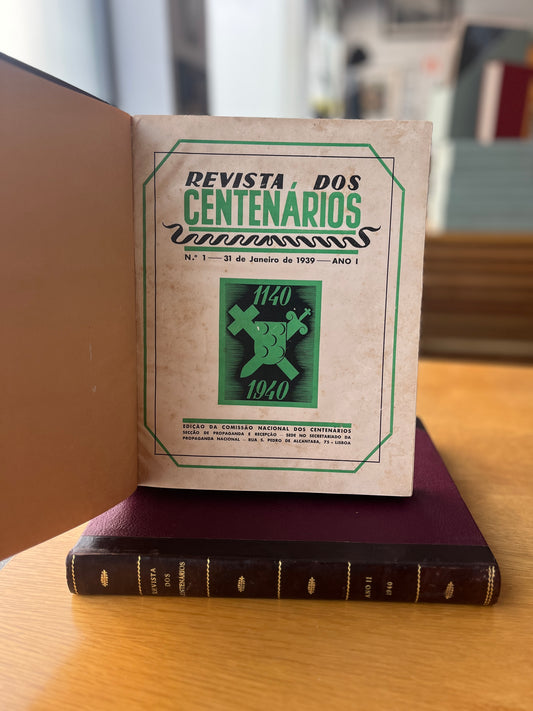 REVISTA DOS
CENTENÁRIOS
N.º 1 — 31 de Janeiro de 1939 — ANO I
1140
1940
EDIÇÃO DA COMISSÃO NACIONAL DOS CENTENÁRIOS
SECÇÃO DE PROPAGANDA E RECEPÇÃO - SEDE NO SECRETARIADO DA
PROPAGANDA NACIONAL - RUA S. PEDRO DE ALCANTARA, 75 - LISBOA
REVISTA
DOS
CENTENÁRIOS
ANO II
1940